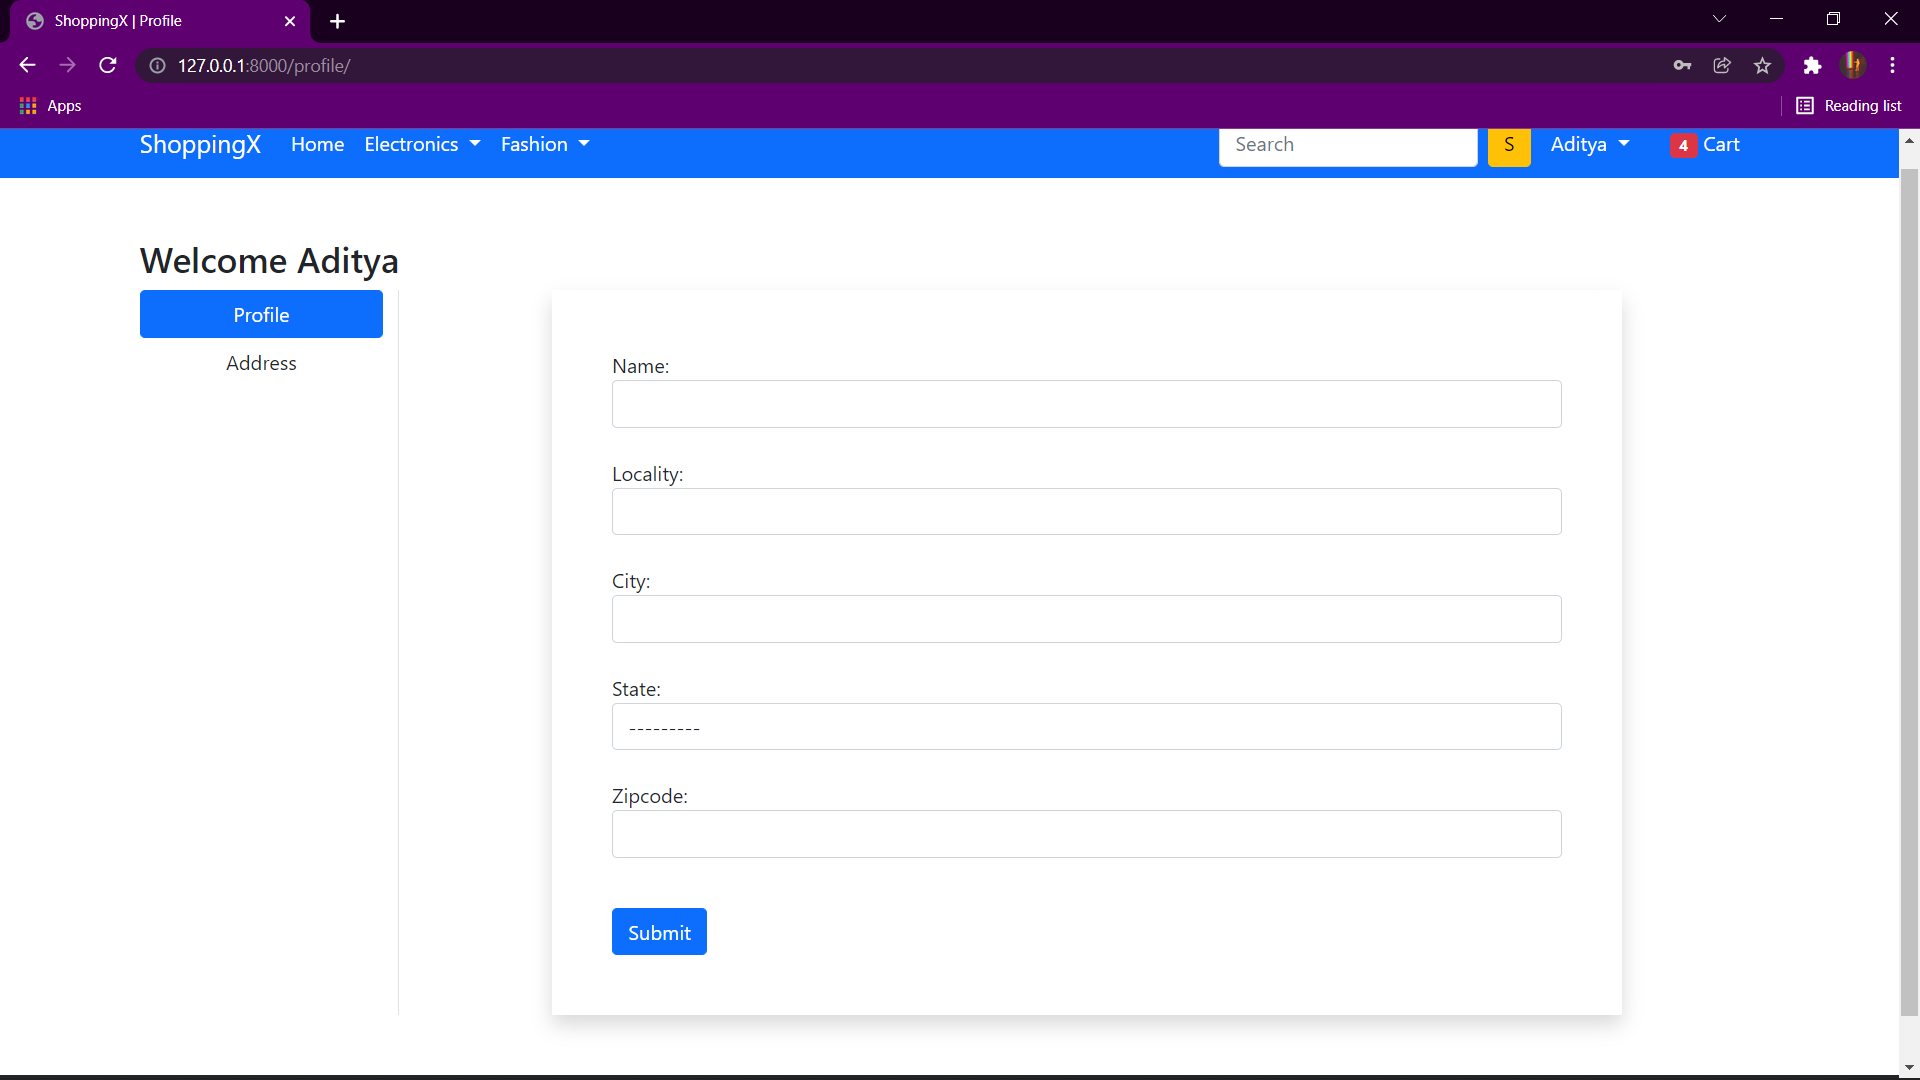 ShoppingX | Profile
127.0.0.1:8000/profile/
Apps
Reading list
ShoppingX Home Electronics Fashion Search S Aditya 4 Cart
Welcome Aditya
Profile
Address
Name:
Locality:
City:
State:
---------
Zipcode:
Submit